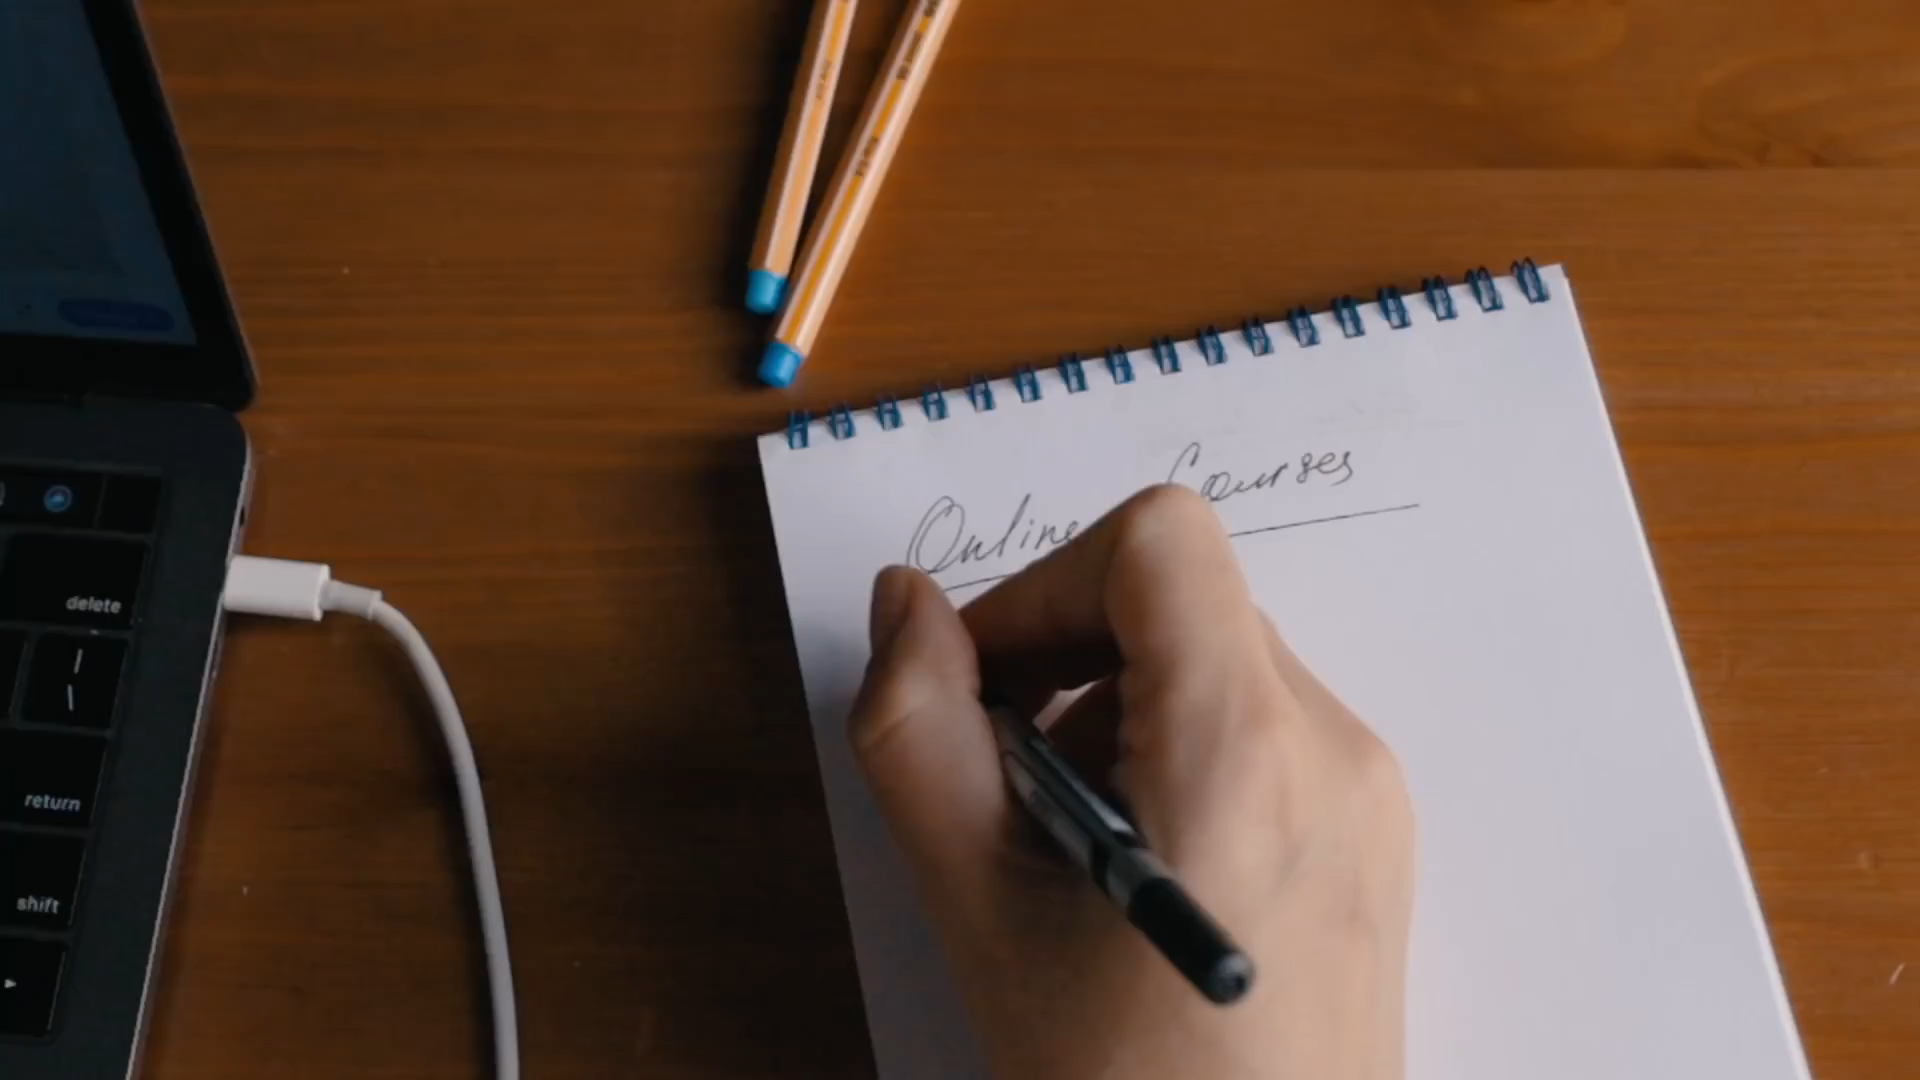 Online Courses
delete
| \
return
shift